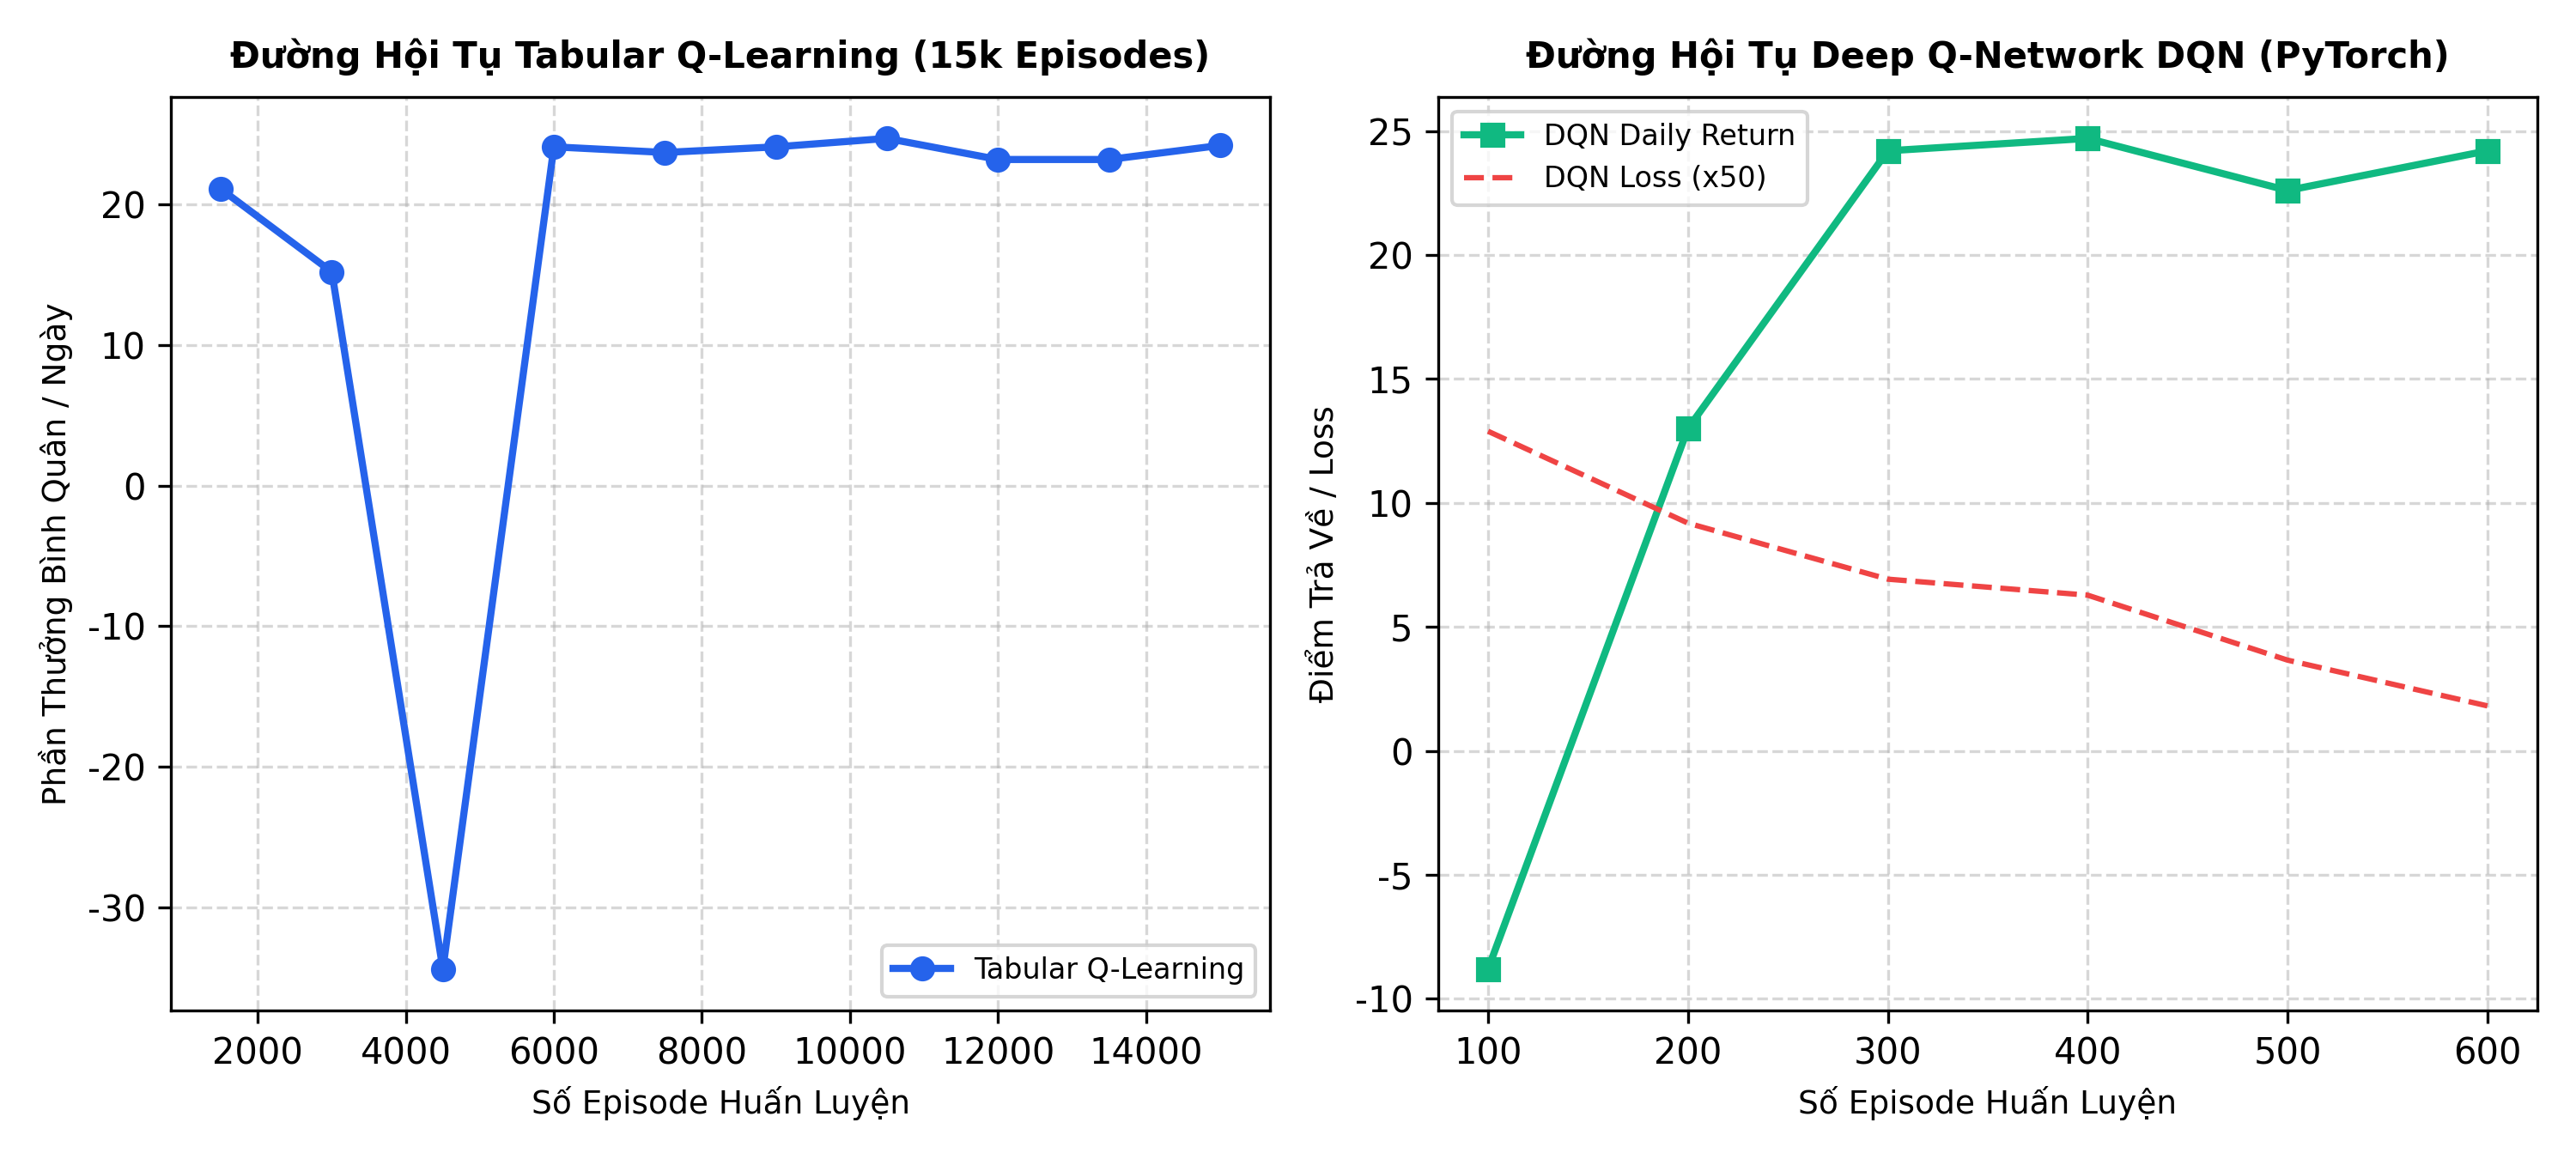 Đường Hội Tụ Tabular Q-Learning (15k Episodes)
Phần Thưởng Bình Quân / Ngày
20
10
0
-10
-20
-30
Tabular Q-Learning
2000 4000 6000 8000 10000 12000 14000
Số Episode Huấn Luyện
Đường Hội Tụ Deep Q-Network DQN (PyTorch)
Điểm Trả Về / Loss
25
20
15
10
5
0
-5
-10
DQN Daily Return
DQN Loss (x50)
100 200 300 400 500 600
Số Episode Huấn Luyện